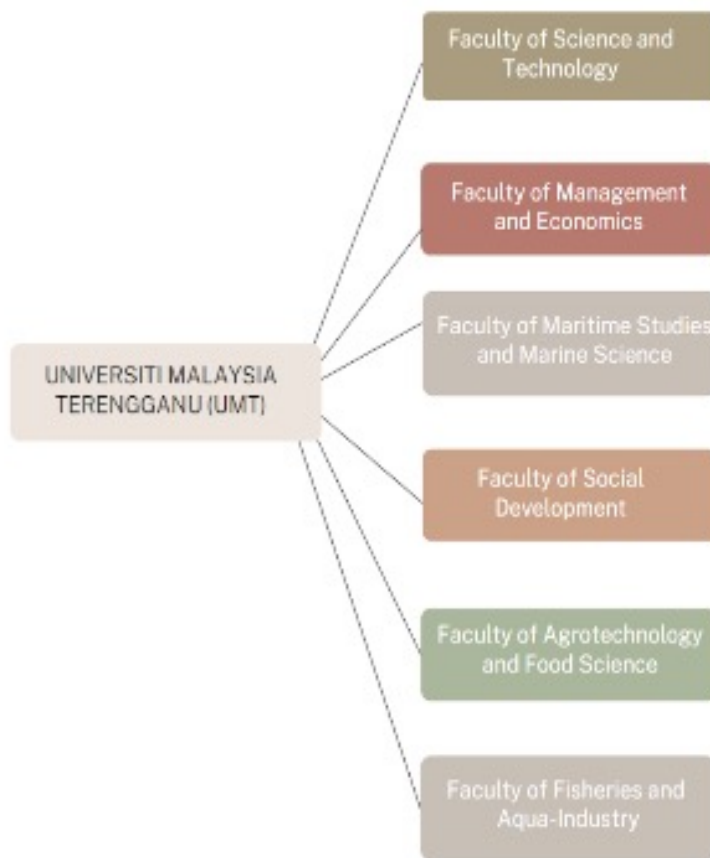 Faculty of Science and
Technology
Faculty of Management
and Economics
Faculty of Maritime Studies
and Marine Science
UNIVERSITI MALAYSIA
TERENGGANU (UMT)
Faculty of Social
Development
Faculty of Agrotechnology
and Food Science
Faculty of Fisheries and
Aqua-Industry